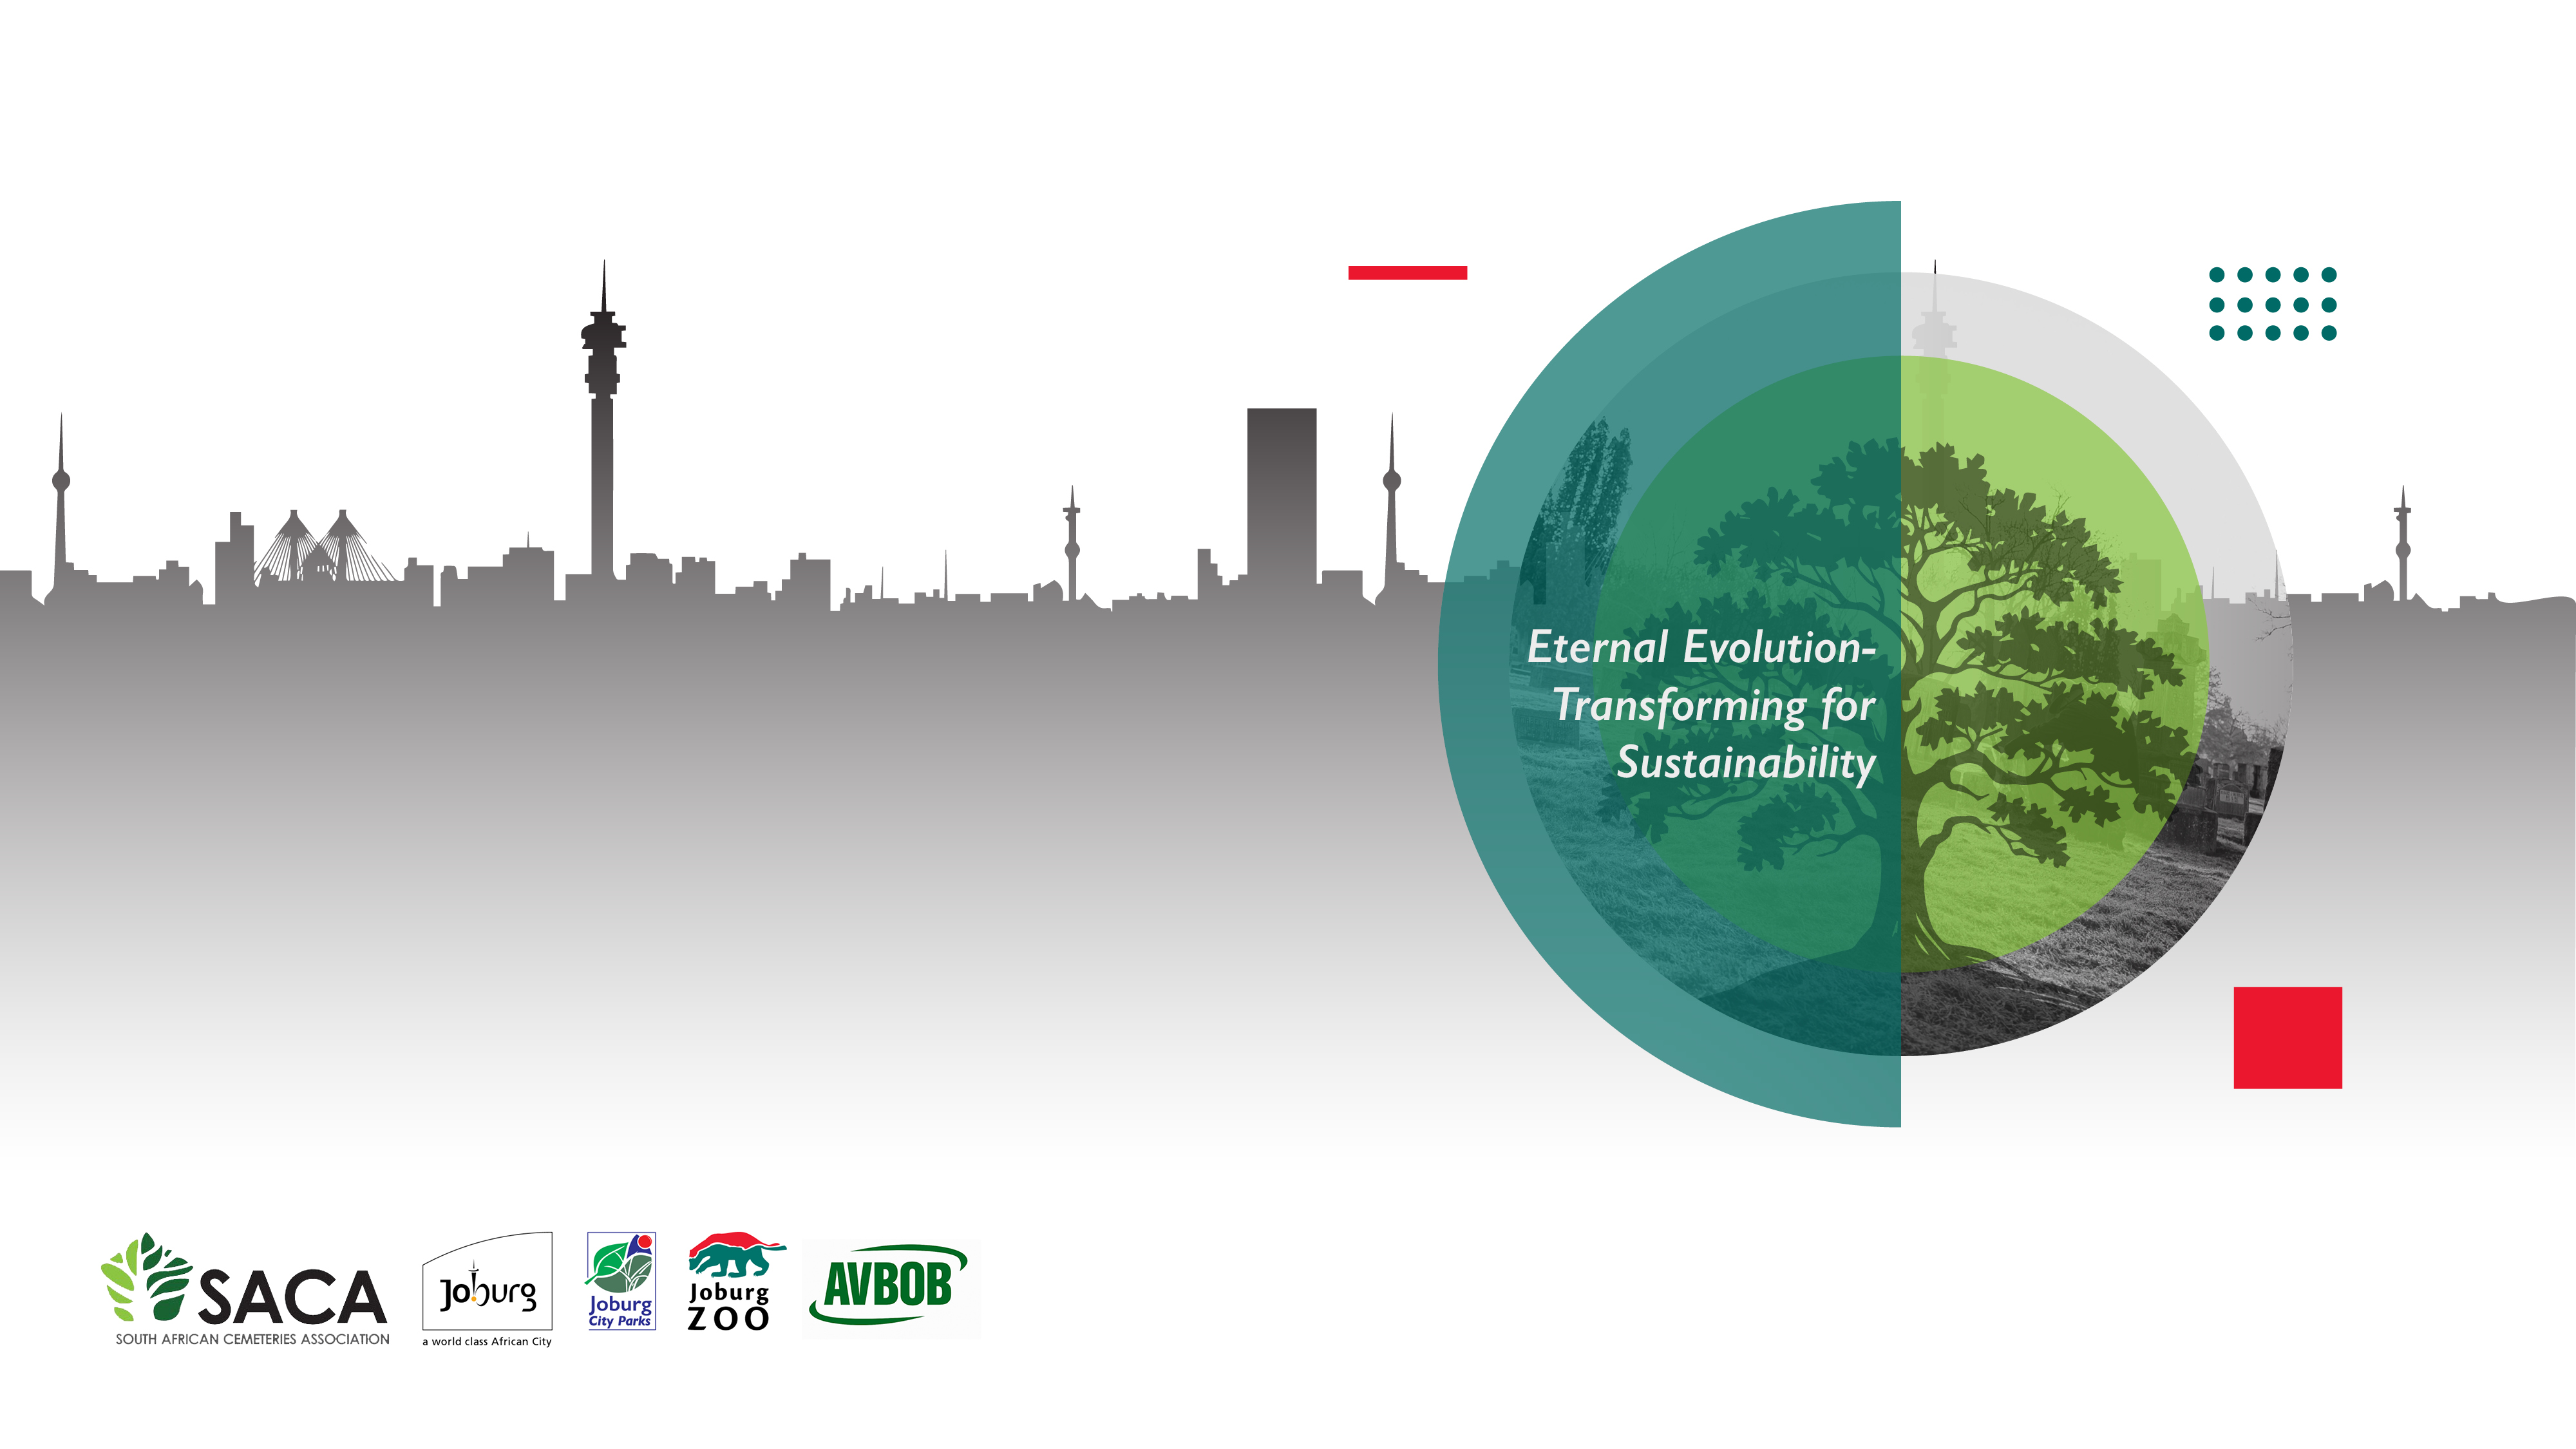 Eternal Evolution-
Transforming for
Sustainability
SACA
SOUTH AFRICAN CEMETERIES ASSOCIATION
Joburg
a world class African City
Joburg
City Parks
Joburg
ZOO
AVBOB